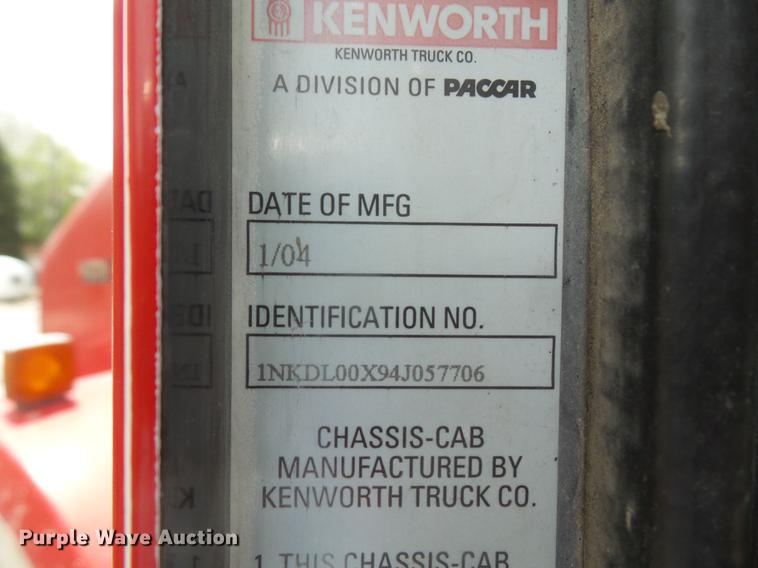 KENWORTH
KENWORTH TRUCK CO.
A DIVISION OF PACCAR
DATE OF MFG
1/04
IDENTIFICATION NO.
1NKDL00X94J057706
CHASSIS-CAB
MANUFACTURED BY
KENWORTH TRUCK CO.
1. THIS CHASSIS-CAB
Purple Wave Auction